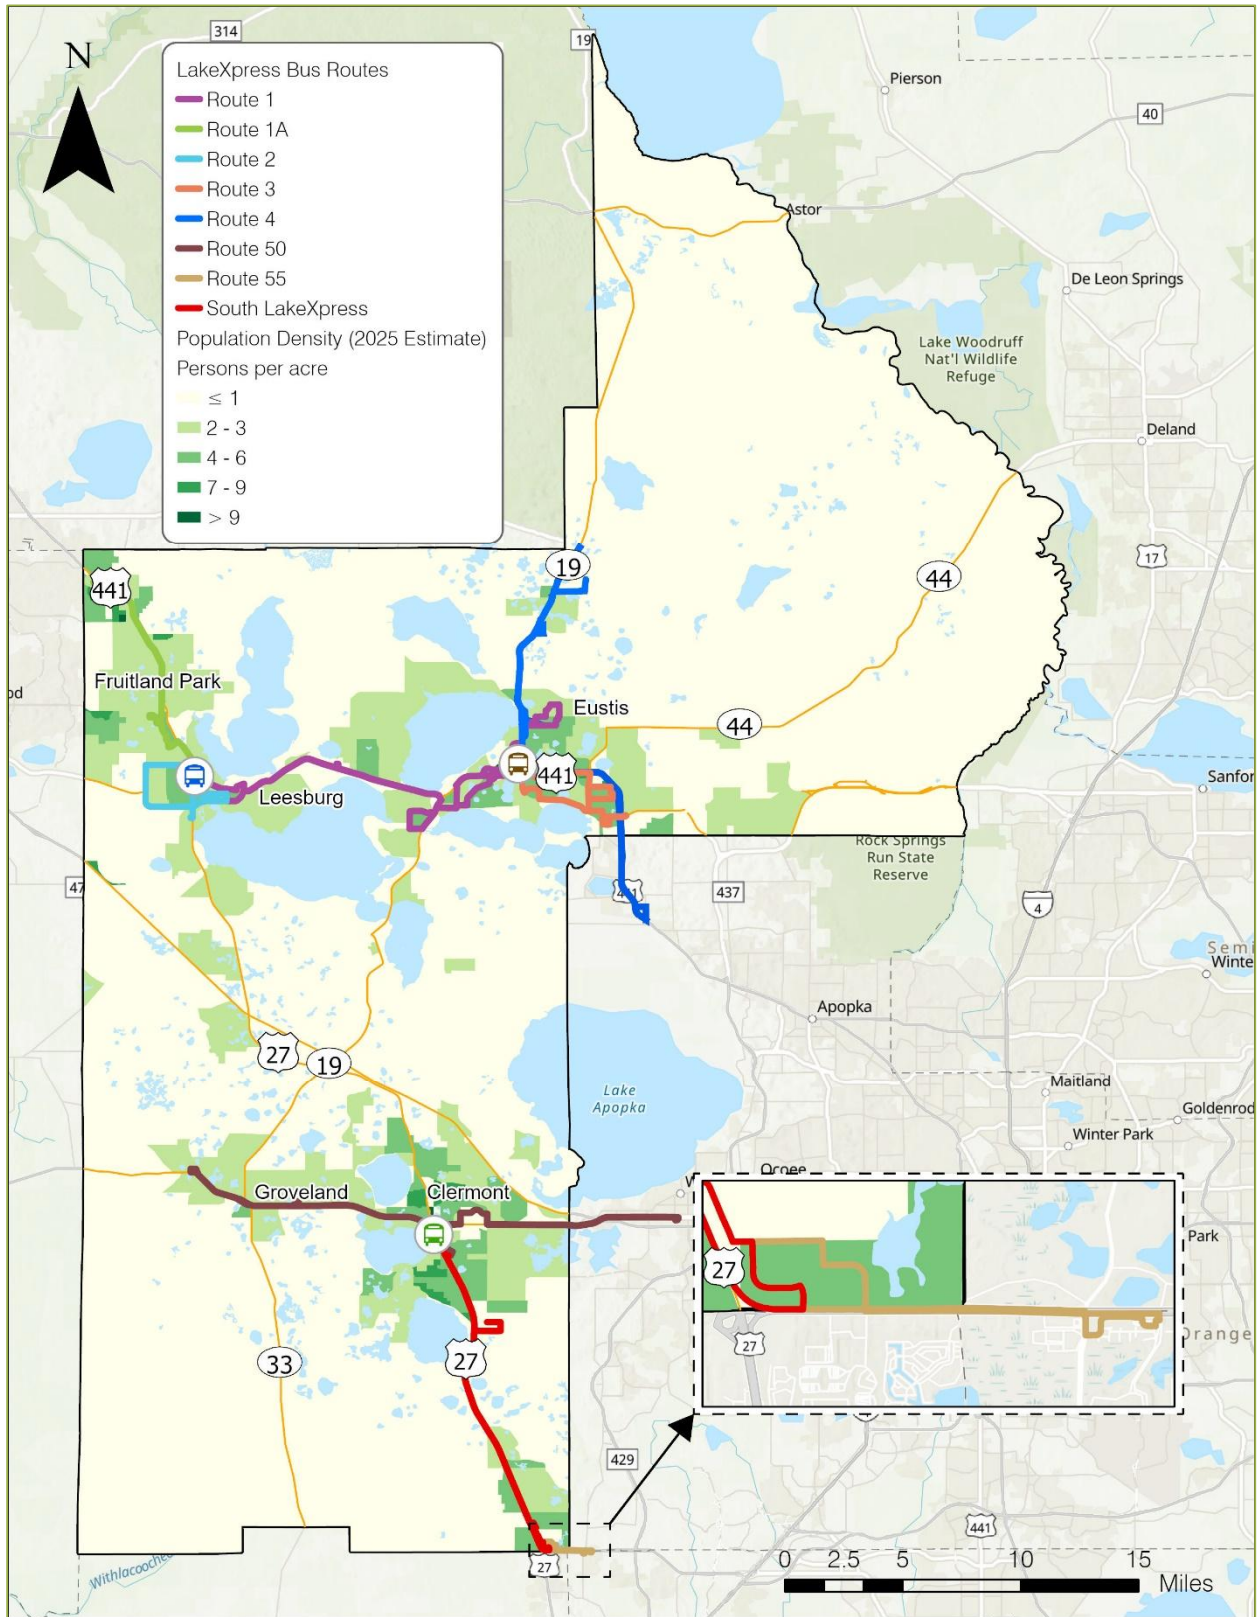 314
19
N
LakeXpress Bus Routes
Route 1
Route 1A
Route 2
Route 3
Route 4
Route 50
Route 55
South LakeXpress
Population Density (2025 Estimate)
Persons per acre
≤ 1
2 - 3
4 - 6
7 - 9
> 9
Pierson
40
Astor
De Leon Springs
Lake Woodruff
Nat'l Wildlife
Refuge
Deland
17
19
44
441
Fruitland Park
Eustis
44
441
Leesburg
Sanfor
Rock Springs
Run State
Reserve
47
441
437
4
Semi
Winte
Apopka
27
19
Lake
Apopka
Maitland
Goldenrod
Winter Park
Ocoee
W
Groveland
Clermont
Park
27
27
Orange
33
27
429
441
27
0 2.5 5 10 15
Miles
Withlacoochee